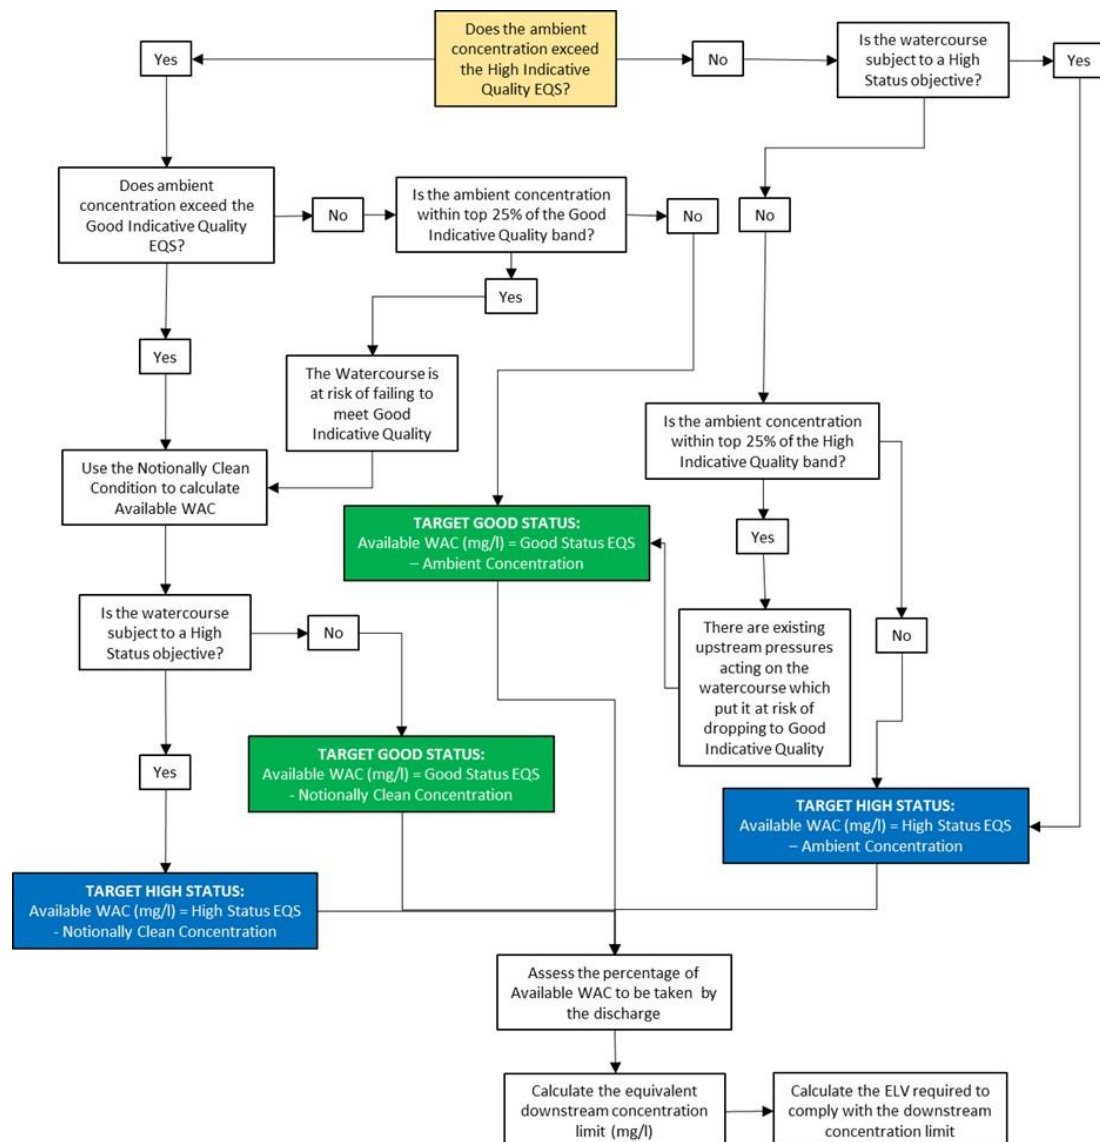 Does the ambient
concentration exceed
the High Indicative
Quality EQS?
Yes
No
Is the watercourse
subject to a High
Status objective?
Yes
Does ambient
concentration exceed the
Good Indicative Quality
EQS?
No
Is the ambient concentration
within top 25% of the Good
Indicative Quality band?
No
No
Yes
Yes
The Watercourse is
at risk of failing to
meet Good
Indicative Quality
Is the ambient concentration
within top 25% of the High
Indicative Quality band?
Use the Notionally Clean
Condition to calculate
Available WAC
TARGET GOOD STATUS:
Available WAC (mg/l) = Good Status EQS
– Ambient Concentration
Yes
Is the watercourse
subject to a High
Status objective?
No
There are existing
upstream pressures
acting on the
watercourse which
put it at risk of
dropping to Good
Indicative Quality
No
TARGET GOOD STATUS:
Available WAC (mg/l) = Good Status EQS
- Notionally Clean Concentration
Yes
TARGET HIGH STATUS:
Available WAC (mg/l) = High Status EQS
– Ambient Concentration
TARGET HIGH STATUS:
Available WAC (mg/l) = High Status EQS
- Notionally Clean Concentration
Assess the percentage of
Available WAC to be taken by
the discharge
Calculate the equivalent
downstream concentration
limit (mg/l)
Calculate the ELV required to
comply with the downstream
concentration limit